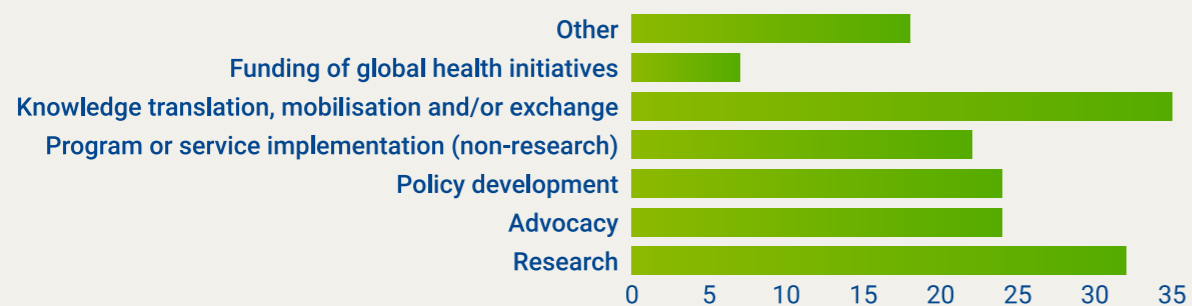 Other
Funding of global health initiatives
Knowledge translation, mobilisation and/or exchange
Program or service implementation (non-research)
Policy development
Advocacy
Research
0 5 10 15 20 25 30 35